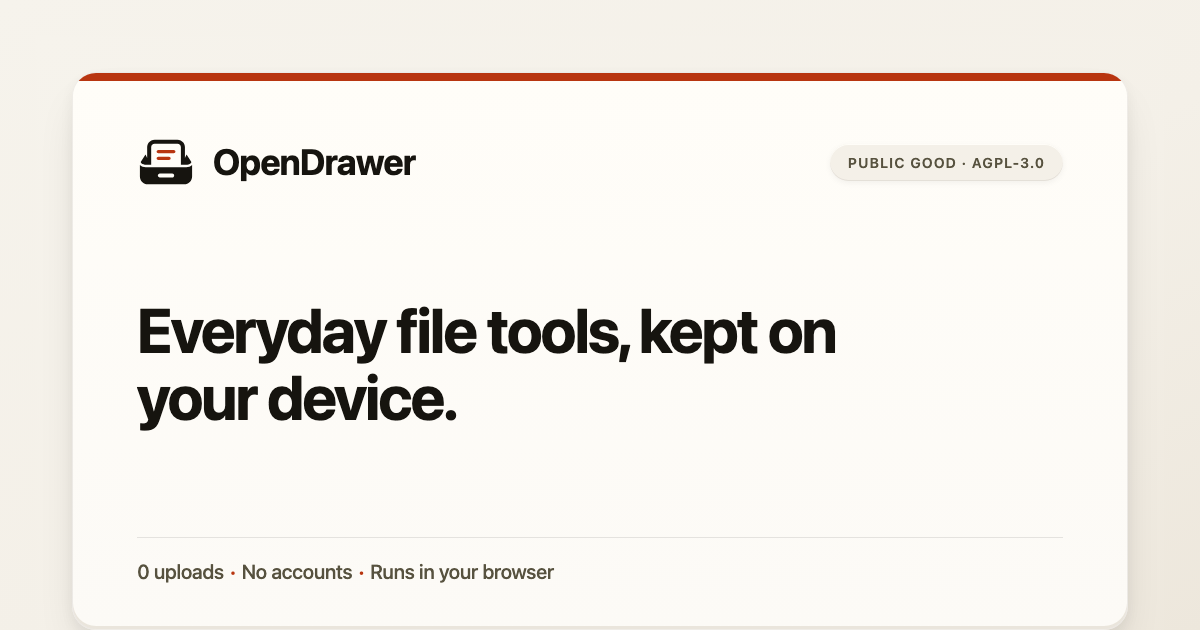 OpenDrawer
PUBLIC GOOD · AGPL-3.0
Everyday file tools, kept on
your device.
0 uploads · No accounts · Runs in your browser